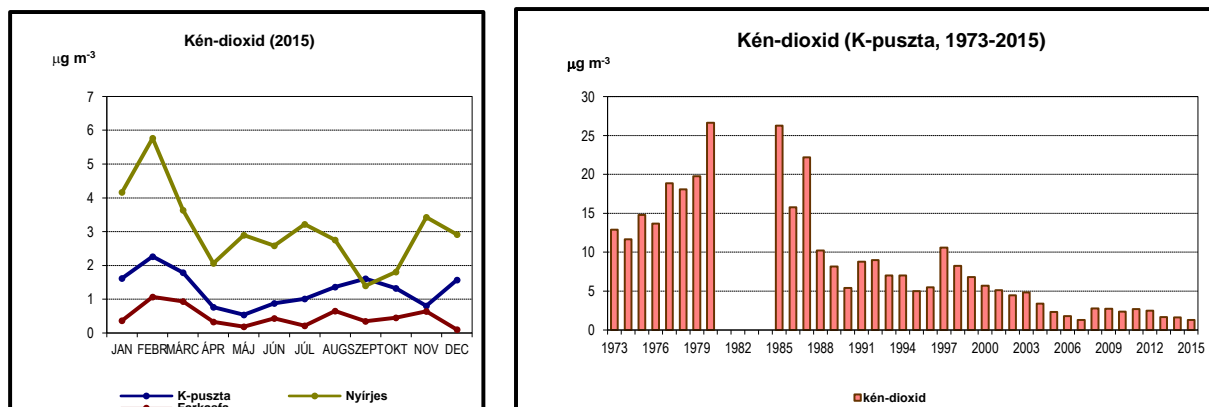 Kén-dioxid (2015)
µg m-3
7
6
5
4
3
2
1
0
JAN FEBR MÁRC ÁPR MÁJ JÚN JÚL AUG SZEPT OKT NOV DEC
K-puszta Nyírjes
Kén-dioxid (K-puszta, 1973-2015)
µg m-3
30
25
20
15
10
5
0
1973 1976 1979 1982 1985 1988 1991 1994 1997 2000 2003 2006 2009 2012 2015
kén-dioxid